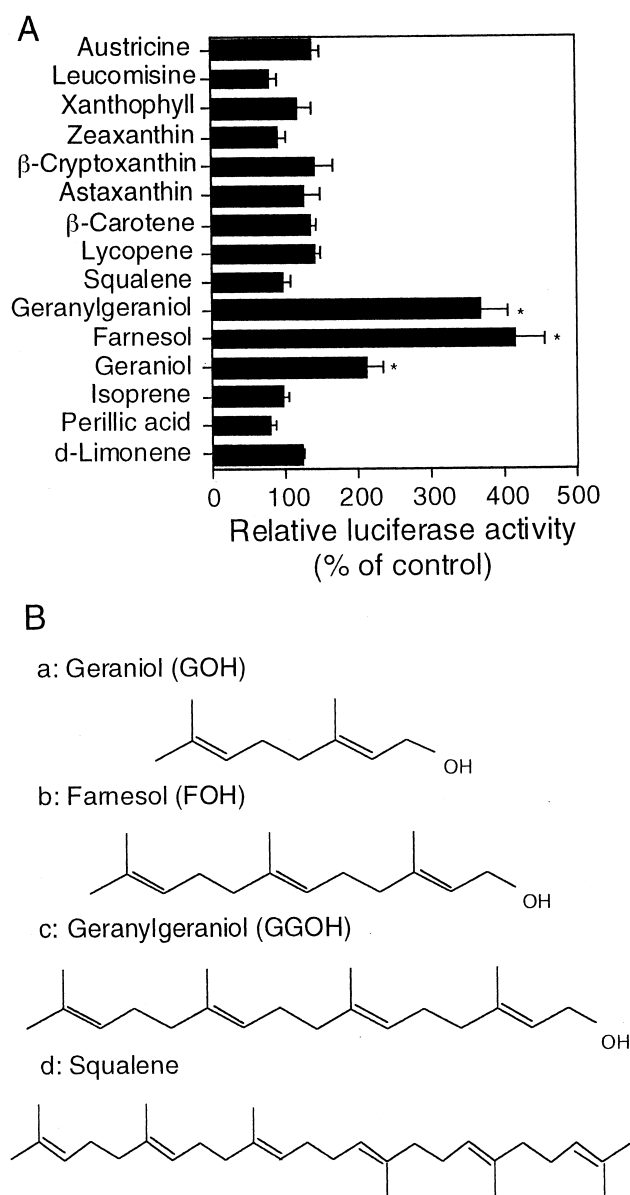 A
Austricine
Leucomisine
Xanthophyll
Zeaxanthin
β-Cryptoxanthin
Astaxanthin
β-Carotene
Lycopene
Squalene
Geranylgeraniol *
Farnesol *
Geraniol *
Isoprene
Perillic acid
d-Limonene
0 100 200 300 400 500
Relative luciferase activity
(% of control)
B
a: Geraniol (GOH)
OH
b: Farnesol (FOH)
OH
c: Geranylgeraniol (GGOH)
OH
d: Squalene